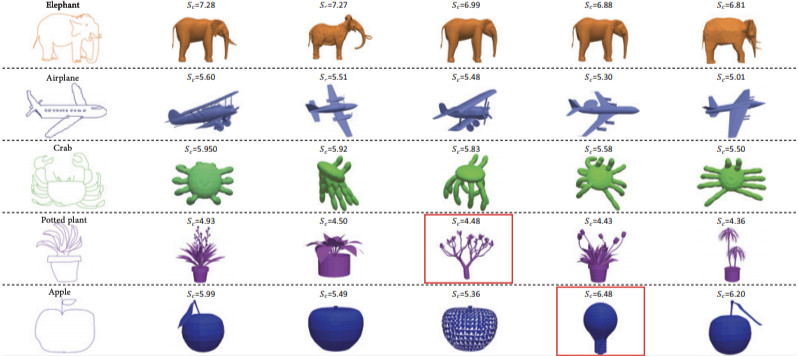 Elephant S_c=7.28 S_c=7.27 S_c=6.99 S_c=6.88 S_c=6.81
Airplane S_c=5.60 S_c=5.51 S_c=5.48 S_c=5.30 S_c=5.01
Crab S_c=5.950 S_c=5.92 S_c=5.83 S_c=5.58 S_c=5.50
Potted plant S_c=4.93 S_c=4.50 S_c=4.48 S_c=4.43 S_c=4.36
Apple S_c=5.99 S_c=5.49 S_c=5.36 S_c=6.48 S_c=6.20